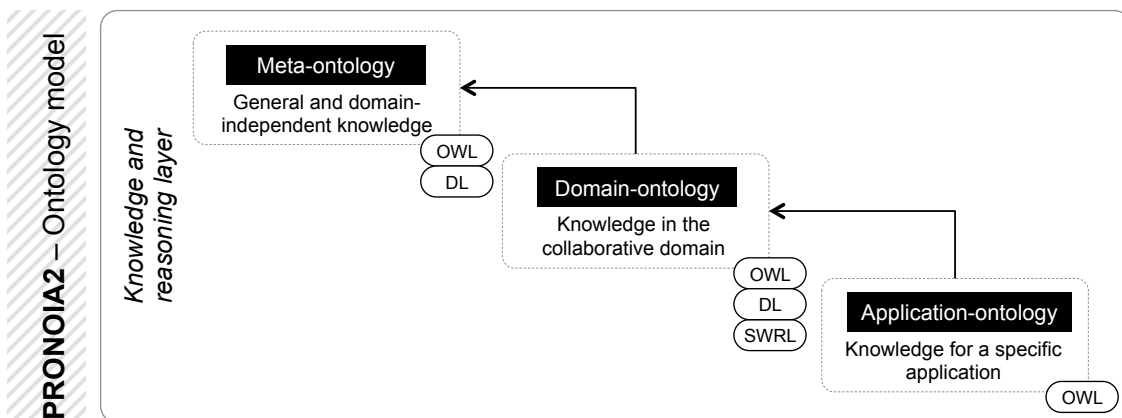 PRONOIA2 – Ontology model
Knowledge and
reasoning layer
Meta-ontology
General and domain-
independent knowledge
OWL
DL
Domain-ontology
Knowledge in the
collaborative domain
OWL
DL
SWRL
Application-ontology
Knowledge for a specific
application
OWL